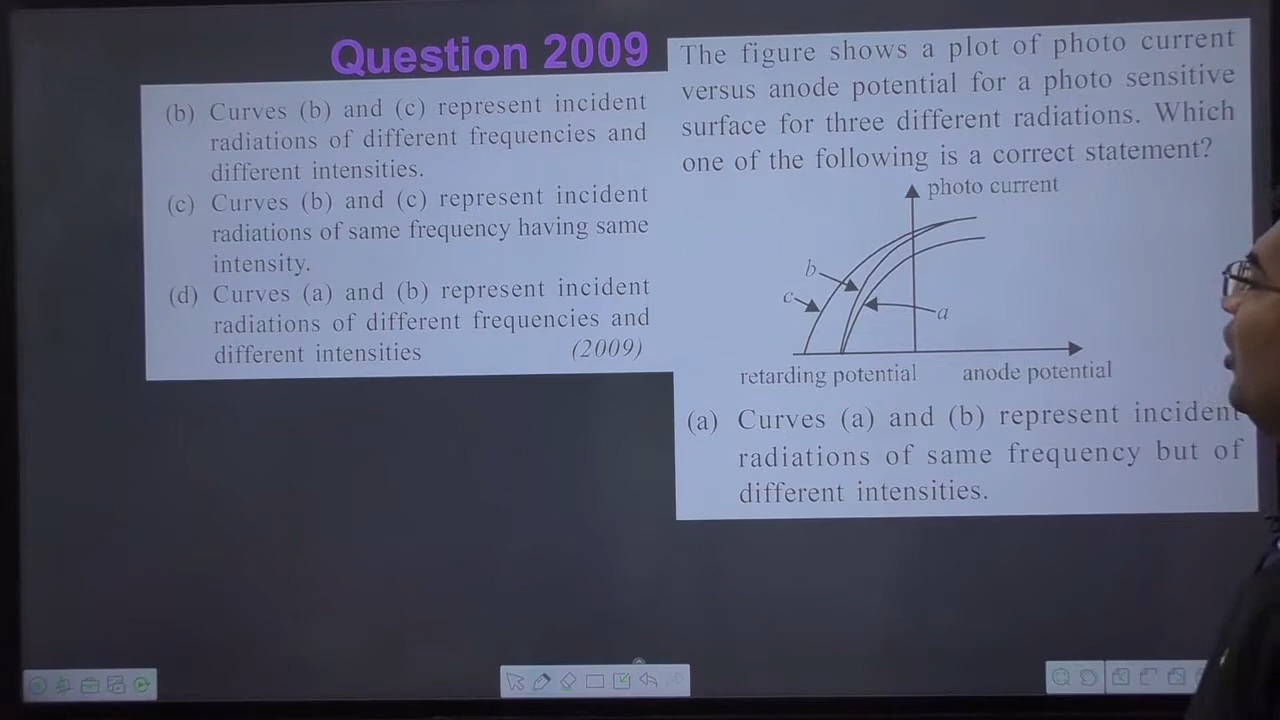 Question 2009
The figure shows a plot of photo current
versus anode potential for a photo sensitive
surface for three different radiations. Which
one of the following is a correct statement?
photo current
b
c
a
retarding potential
anode potential
(a) Curves (a) and (b) represent incident
radiations of same frequency but of
different intensities.
(b) Curves (b) and (c) represent incident
radiations of different frequencies and
different intensities.
(c) Curves (b) and (c) represent incident
radiations of same frequency having same
intensity.
(d) Curves (a) and (b) represent incident
radiations of different frequencies and
different intensities (2009)